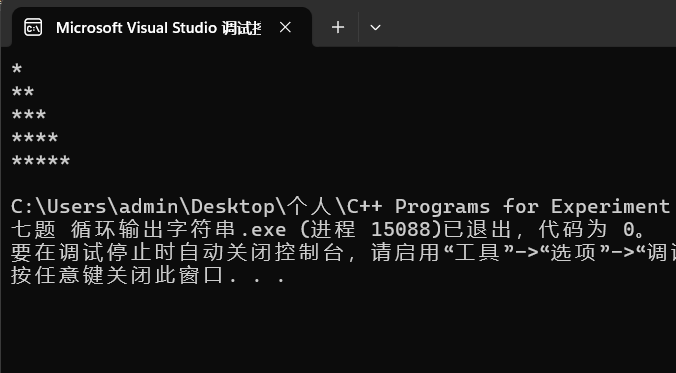 Microsoft Visual Studio 调试控
*
**
***
****
*****
C:\Users\admin\Desktop\个人\C++ Programs for Experiment
七题 循环输出字符串.exe (进程 15088)已退出，代码为 0。
要在调试停止时自动关闭控制台，请启用“工具”->“选项”->“调试
按任意键关闭此窗口. . .